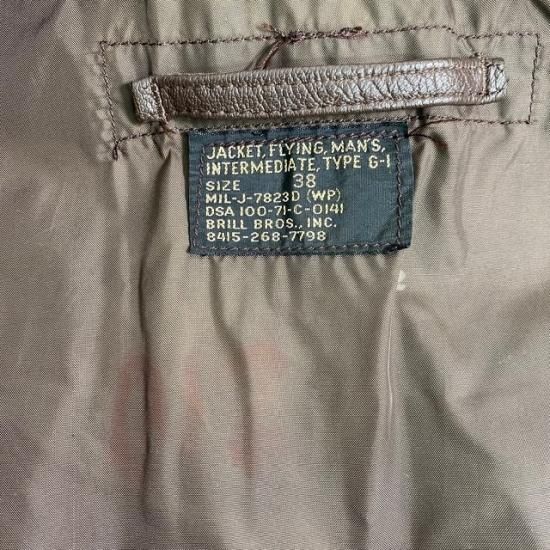 JACKET, FLYING, MAN'S,
INTERMEDIATE, TYPE G-1
SIZE 38
MIL-J-7823D (WP)
DSA 100-71-C-0141
BRILL BROS., INC.
8415-268-7798